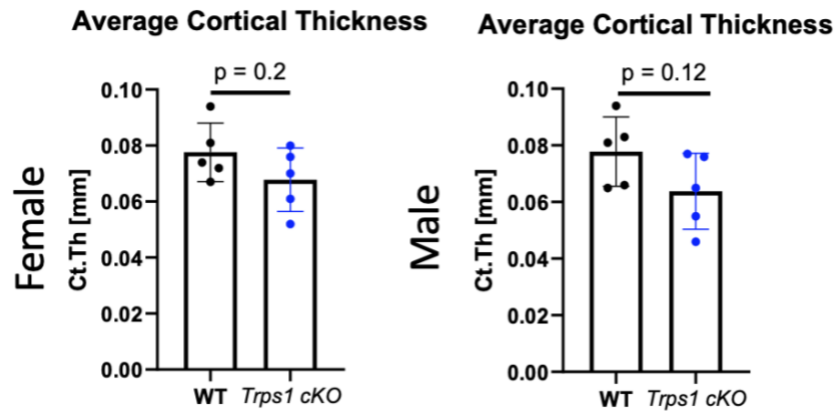 Average Cortical Thickness
Female
Ct.Th [mm]
0.10
0.08
0.06
0.04
0.02
0.00
p = 0.2
WT
Trps1 cKO
Average Cortical Thickness
Male
Ct.Th [mm]
0.10
0.08
0.06
0.04
0.02
0.00
p = 0.12
WT
Trps1 cKO